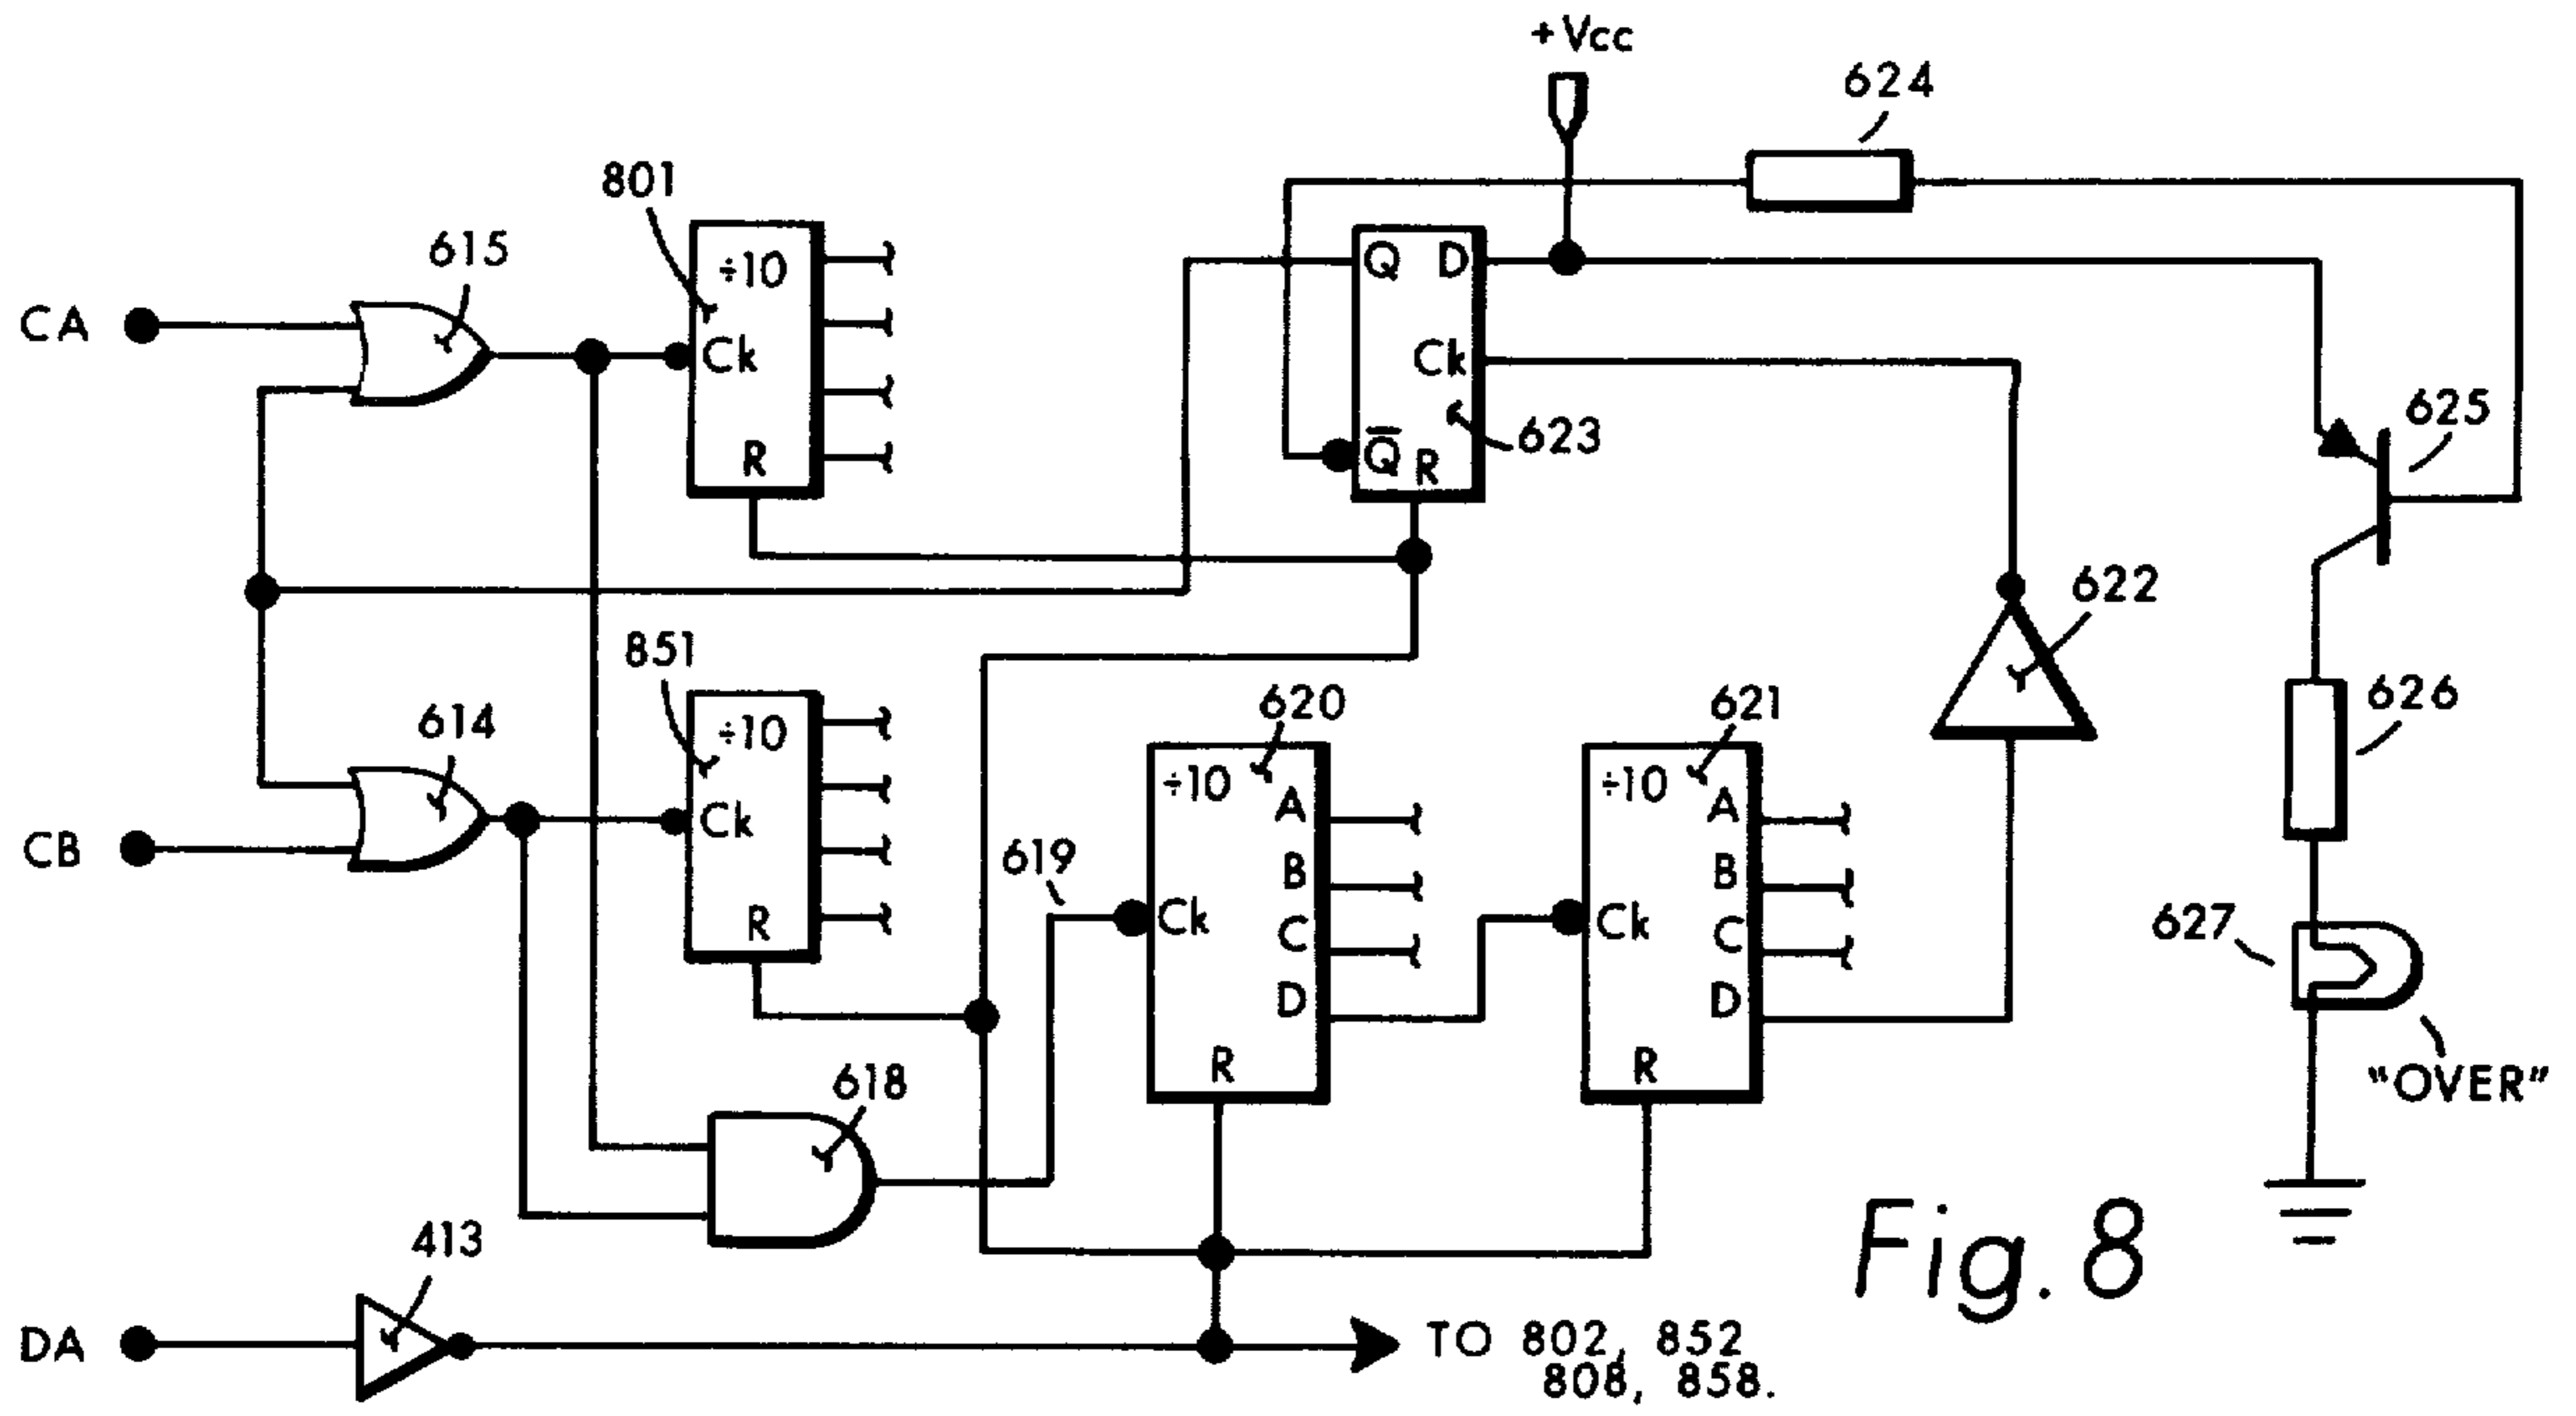 +Vcc
624
801
615
÷10
Q D
CA
Ck
Ck
625
623
R
Q̅ R
622
851
620
621
626
614
÷10
÷10
÷10
A
A
Ck
CB
619
B
B
627
R
Ck
C
Ck
C
D
D
618
R
R
"OVER"
413
Fig. 8
DA
TO 802, 852
808, 858.